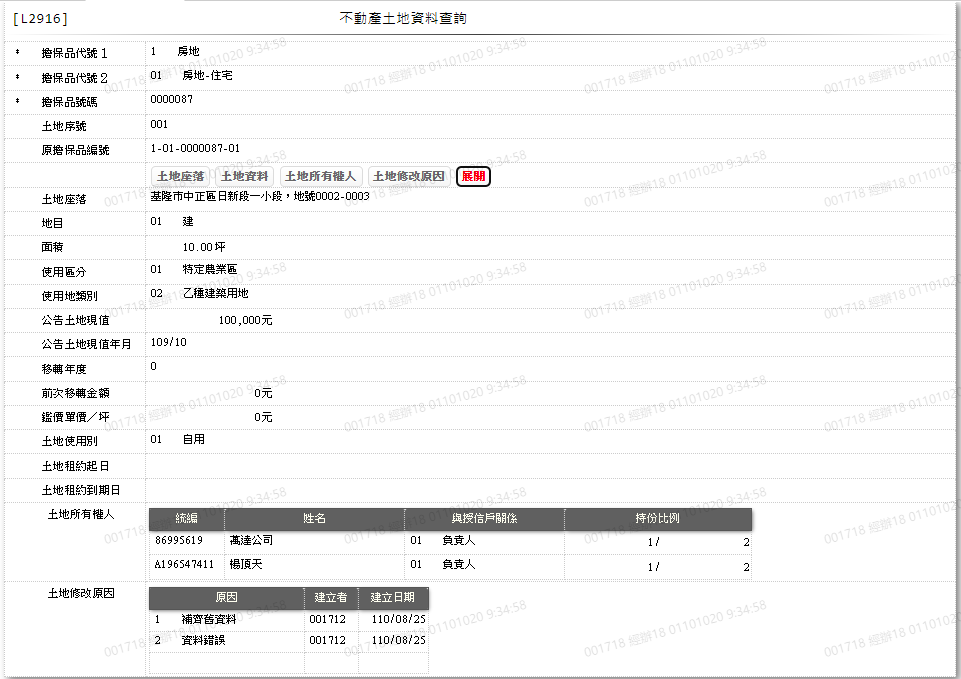 [L2916] 不動產土地資料查詢
* 擔保品代號１ 1 房地
* 擔保品代號２ 01 房地-住宅
* 擔保品號碼 0000087
土地序號 001
原擔保品編號 1-01-0000087-01
土地座落 土地資料 土地所有權人 土地修改原因 展開
土地座落 基隆市中正區日新段一小段，地號0002-0003
地目 01 建
面積 10.00坪
使用區分 01 特定農業區
使用地類別 02 乙種建築用地
公告土地現值 100,000元
公告土地現值年月 109/10
移轉年度 0
前次移轉金額 0元
鑑價單價／坪 0元
土地使用別 01 自用
土地租約起日
土地租約到期日
土地所有權人 統編 姓名 與授信戶關係 持份比例
86995619 萬達公司 01 負責人 1/ 2
A196547411 楊頂天 01 負責人 1/ 2
土地修改原因 原因 建立者 建立日期
1 補齊舊資料 001712 110/08/25
2 資料錯誤 001712 110/08/25
001718 經辦18 01101020 9:34:58